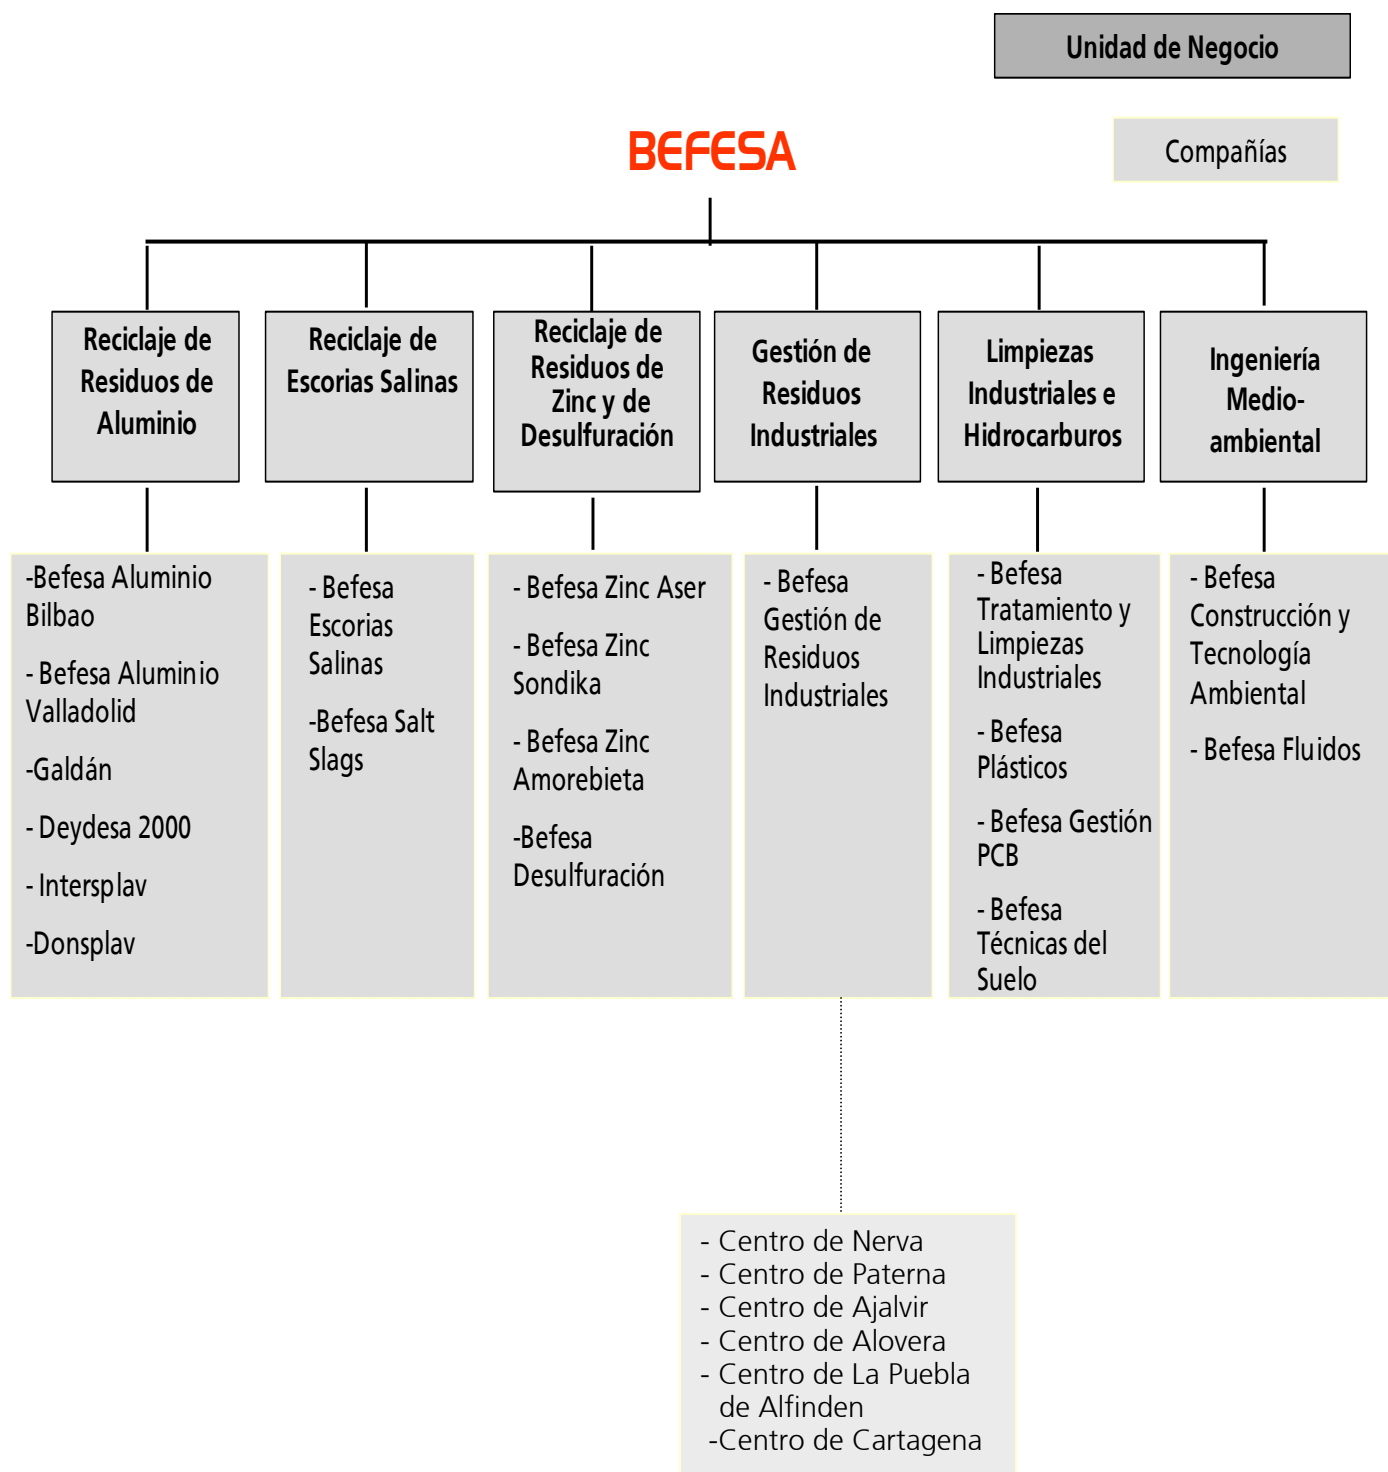 Unidad de Negocio
BEFESA
Compañías
Reciclaje de
Residuos de
Aluminio
Reciclaje de
Escorias Salinas
Reciclaje de
Residuos de
Zinc y de
Desulfuración
Gestión de
Residuos
Industriales
Limpiezas
Industriales e
Hidrocarburos
Ingeniería
Medio-
ambiental
-Befesa Aluminio
Bilbao
- Befesa Aluminio
Valladolid
-Galdán
- Deydesa 2000
- Intersplav
-Donsplav
- Befesa
Escorias
Salinas
-Befesa Salt
Slags
- Befesa Zinc Aser
- Befesa Zinc
Sondika
- Befesa Zinc
Amorebieta
-Befesa
Desulfuración
- Befesa
Gestión de
Residuos
Industriales
- Befesa
Tratamiento y
Limpiezas
Industriales
- Befesa
Plásticos
- Befesa Gestión
PCB
- Befesa
Técnicas del
Suelo
- Befesa
Construcción y
Tecnología
Ambiental
- Befesa Fluidos
- Centro de Nerva
- Centro de Paterna
- Centro de Ajalvir
- Centro de Alovera
- Centro de La Puebla
de Alfinden
-Centro de Cartagena